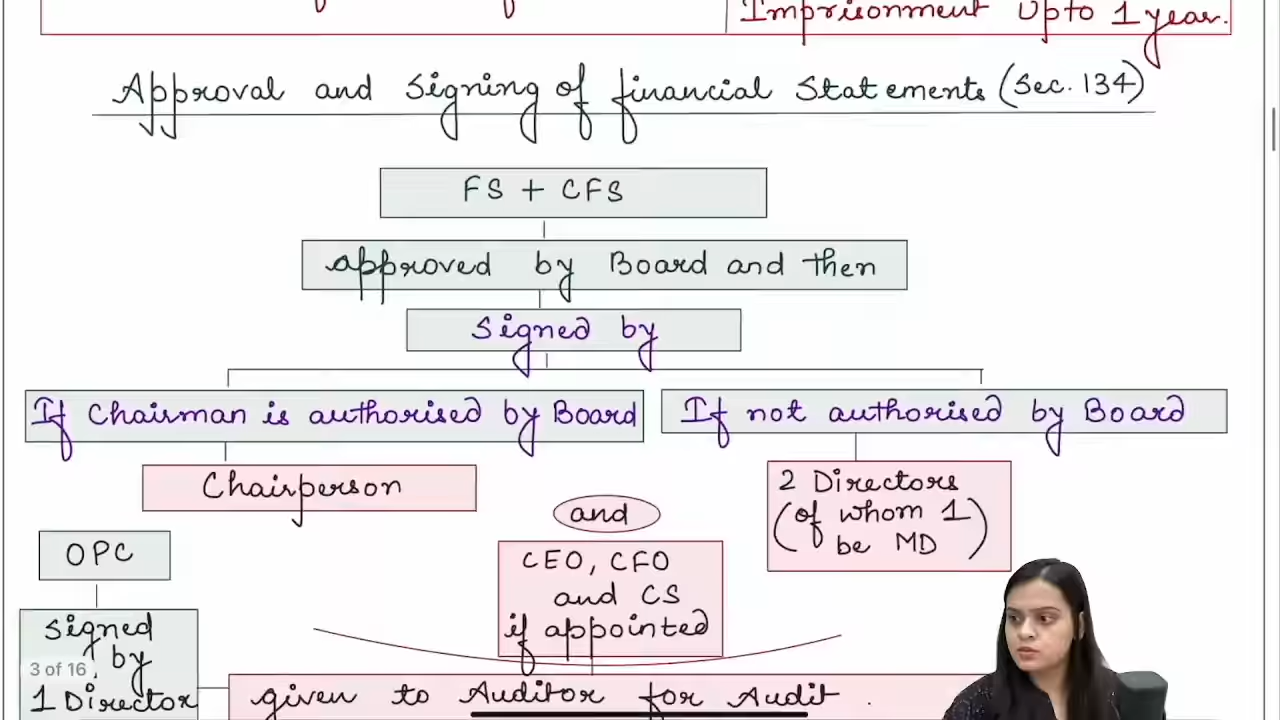 Imprisonment Upto 1 year.
Approval and Signing of financial Statements (Sec. 134)
FS + CFS
approved by Board and then
Signed by
If Chairman is authorised by Board
If not authorised by Board
Chairperson
2 Directors
(of whom 1
be MD)
and
CEO, CFO
and CS
if appointed
OPC
Signed
by
1 Director
3 of 16
given to Auditor for Audit.